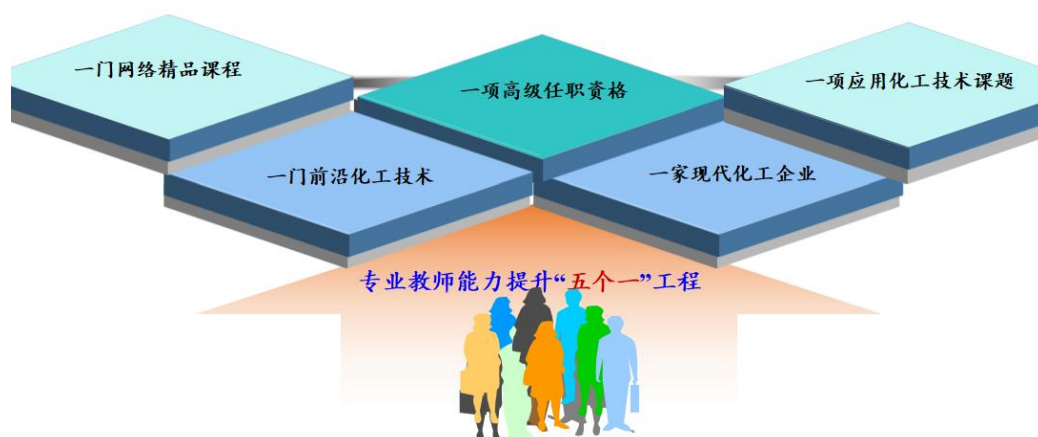 一门网络精品课程
一项高级任职资格
一项应用化工技术课题
一门前沿化工技术
一家现代化工企业
专业教师能力提升“五个一”工程